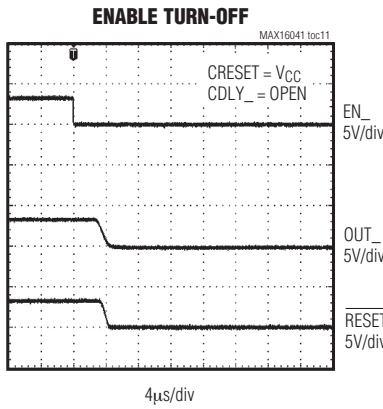 ENABLE TURN-OFF
MAX16041 toc11
T
CRESET = VCC
CDLY_ = OPEN
EN_
5V/div
OUT_
5V/div
RESET
5V/div
4μs/div